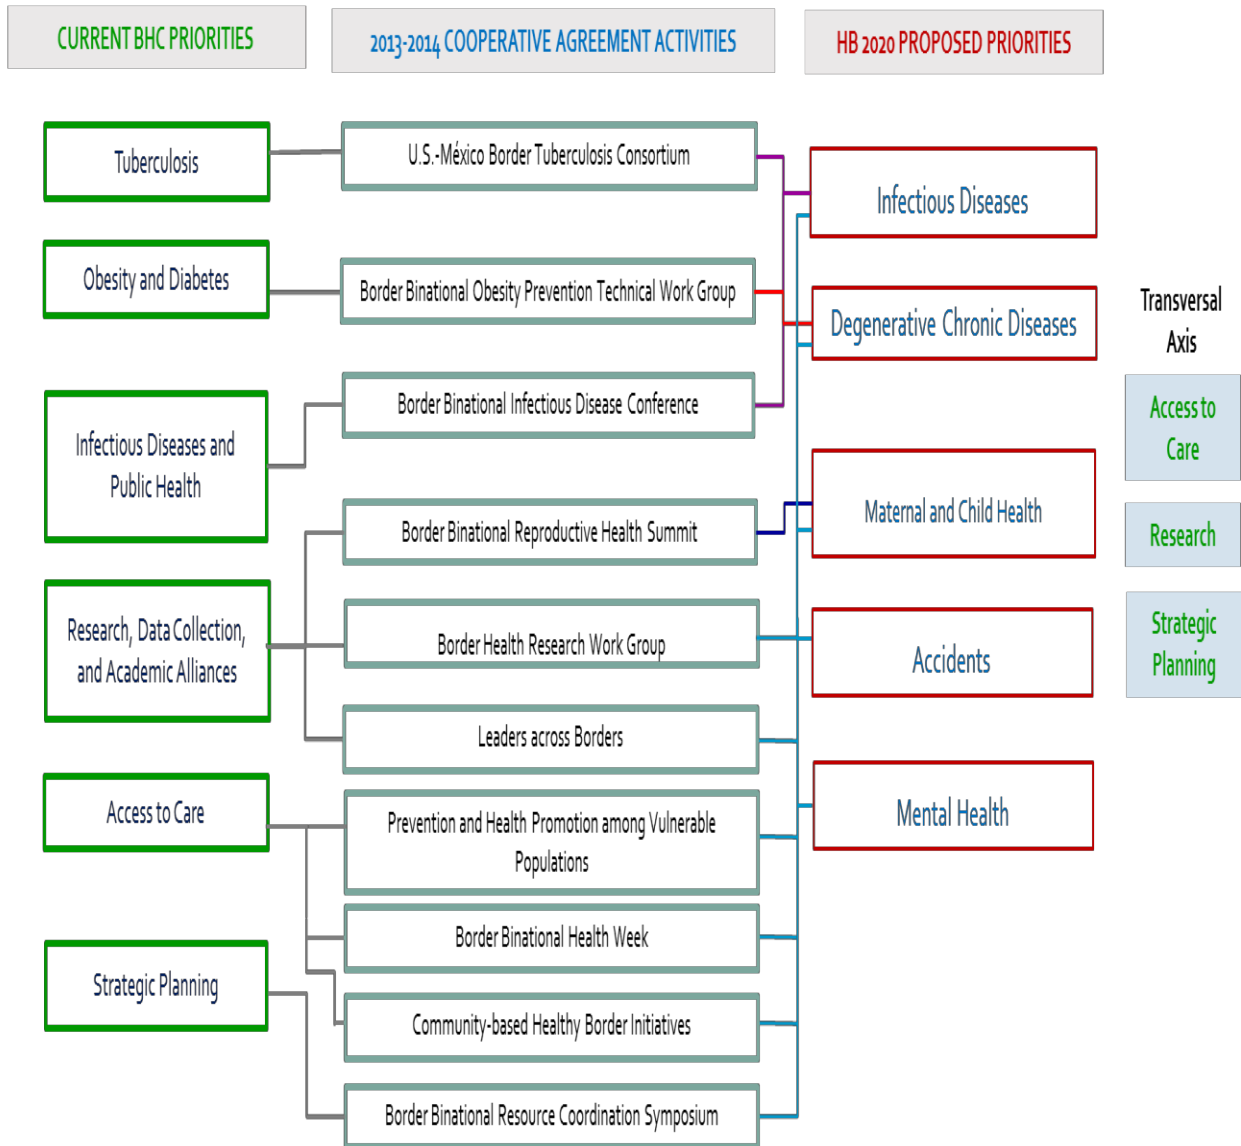 CURRENT BHC PRIORITIES
2013-2014 COOPERATIVE AGREEMENT ACTIVITIES
HB 2020 PROPOSED PRIORITIES
Tuberculosis
Obesity and Diabetes
Infectious Diseases and
Public Health
Research, Data Collection,
and Academic Alliances
Access to Care
Strategic Planning
U.S.-México Border Tuberculosis Consortium
Border Binational Obesity Prevention Technical Work Group
Border Binational Infectious Disease Conference
Border Binational Reproductive Health Summit
Border Health Research Work Group
Leaders across Borders
Prevention and Health Promotion among Vulnerable
Populations
Border Binational Health Week
Community-based Healthy Border Initiatives
Border Binational Resource Coordination Symposium
Infectious Diseases
Degenerative Chronic Diseases
Maternal and Child Health
Accidents
Mental Health
Transversal
Axis
Access to
Care
Research
Strategic
Planning